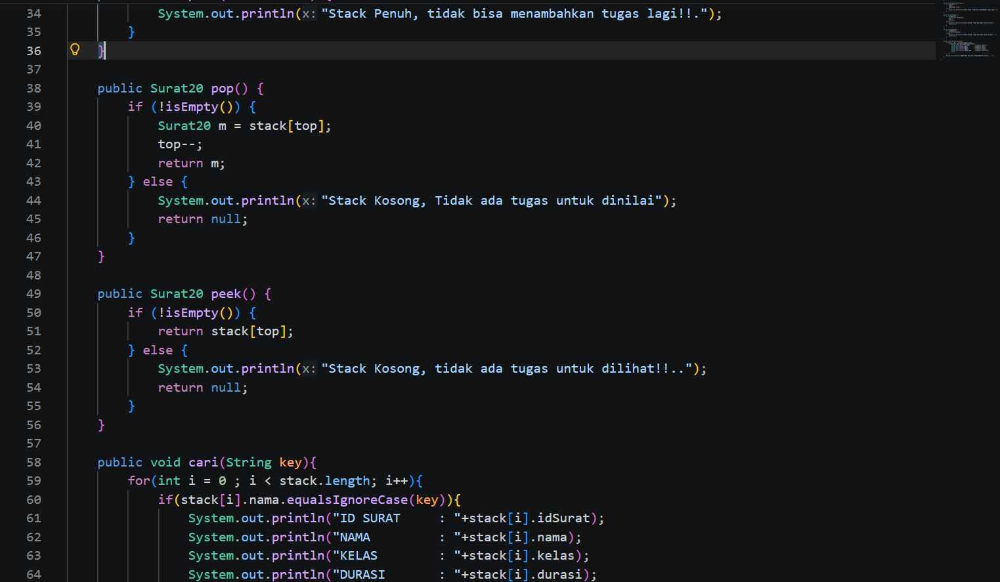 34                System.out.println(x: "Stack Penuh, tidak bisa menambahkan tugas lagi!!.");
35            }
36        }
37
38        public Surat20 pop() {
39            if (!isEmpty()) {
40                Surat20 m = stack[top];
41                top--;
42                return m;
43            } else {
44                System.out.println(x: "Stack Kosong, Tidak ada tugas untuk dinilai");
45                return null;
46            }
47        }
48
49        public Surat20 peek() {
50            if (!isEmpty()) {
51                return stack[top];
52            } else {
53                System.out.println(x: "Stack Kosong, tidak ada tugas untuk dilihat!!..");
54                return null;
55            }
56        }
57
58        public void cari(String key){
59            for(int i = 0 ; i < stack.length; i++){
60                if(stack[i].nama.equalsIgnoreCase(key)){
61                    System.out.println("ID SURAT     : "+stack[i].idSurat);
62                    System.out.println("NAMA         : "+stack[i].nama);
63                    System.out.println("KELAS        : "+stack[i].kelas);
64                    System.out.println("DURASI       : "+stack[i].durasi);